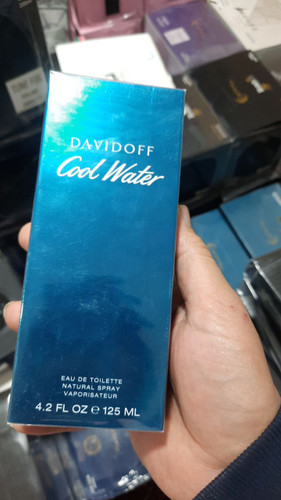 DAVIDOFF
Cool Water
EAU DE TOILETTE
NATURAL SPRAY
VAPORISATEUR
4.2 FL OZ ℮ 125 ML